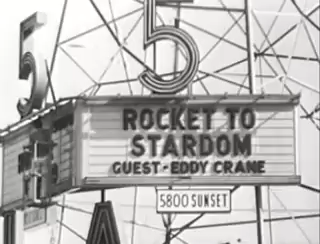 5
5
ROCKET TO
STARDOM
GUEST-EDDY CRANE
5800 SUNSET
A